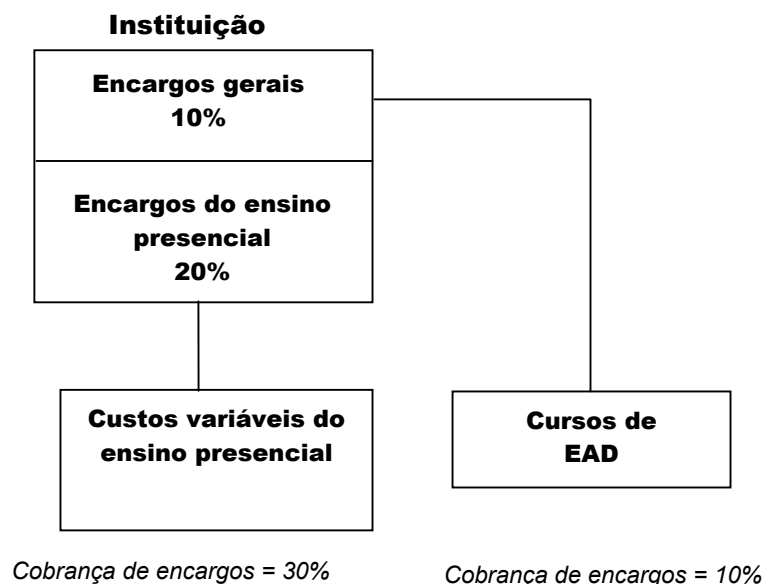 Instituição
Encargos gerais
10%
Encargos do ensino
presencial
20%
Custos variáveis do
ensino presencial
Cursos de
EAD
Cobrança de encargos = 30%
Cobrança de encargos = 10%